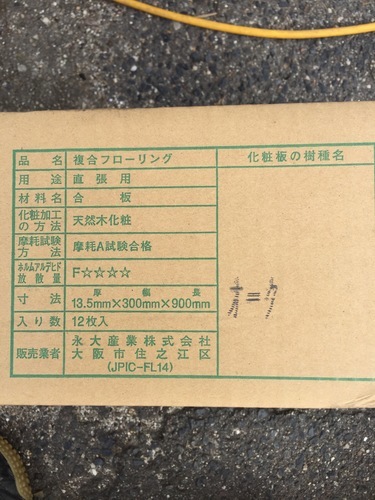 品名 複合フローリング 化粧板の樹種名
用途 直張用
材料名 合板
化粧加工の方法 天然木化粧
摩耗試験方法 摩耗A試験合格
ホルムアルデヒド放散量 F☆☆☆☆
寸法 厚 幅 長
13.5mm×300mm×900mm
入り数 12枚入
販売業者 永大産業株式会社
大阪市住之江区
(JPIC-FL14)